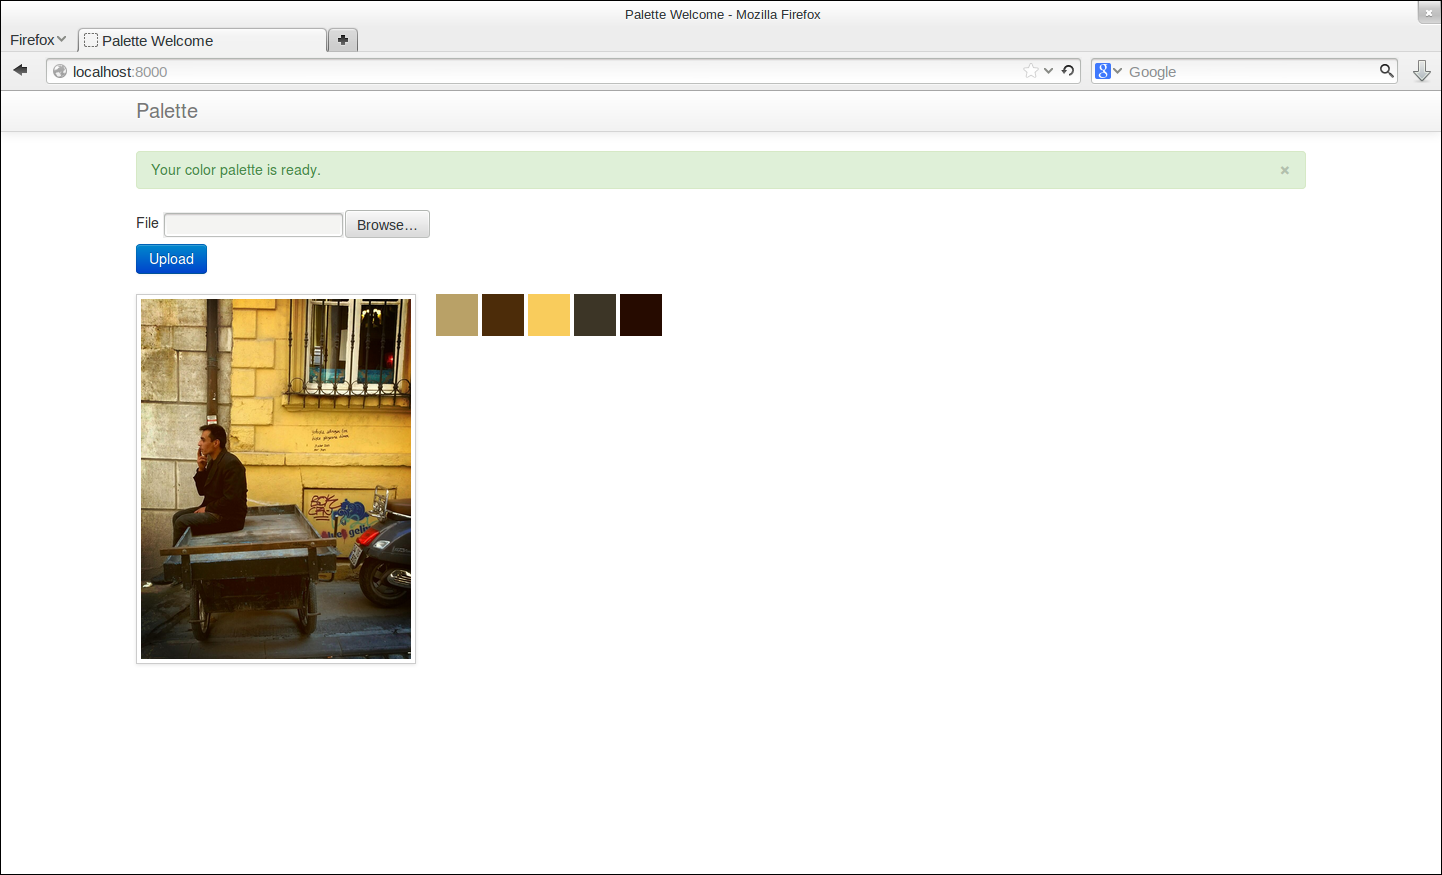 Palette Welcome - Mozilla Firefox
Firefox
Palette Welcome
localhost:8000
Google
Palette
Your color palette is ready.
×
File
Browse...
Upload